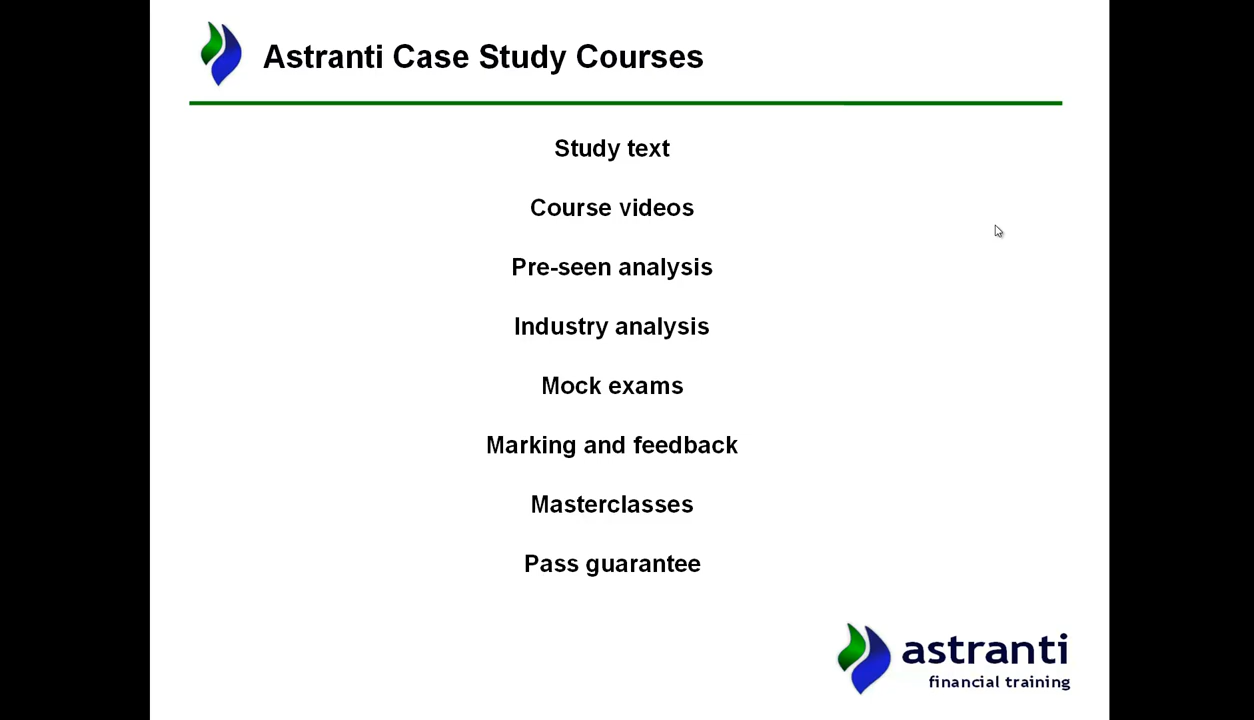 Astranti Case Study Courses
Study text
Course videos
Pre-seen analysis
Industry analysis
Mock exams
Marking and feedback
Masterclasses
Pass guarantee
astranti
financial training